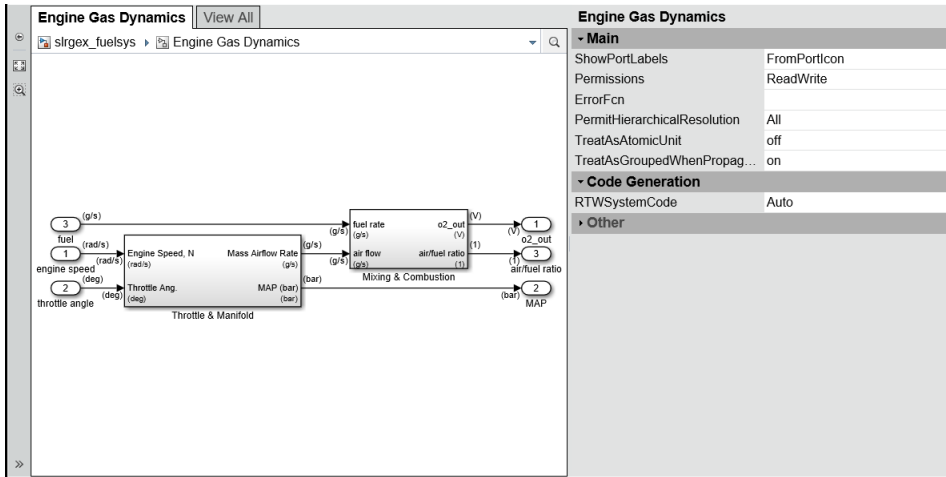 Engine Gas Dynamics View All
slrgex_fuelsys Engine Gas Dynamics
3
(g/s)
fuel
1
(rad/s)
(rad/s)
engine speed
2
(deg)
(deg)
throttle angle
Engine Speed, N
(rad/s)
Mass Airflow Rate
(g/s)
Throttle Ang.
(deg)
MAP (bar)
(bar)
Throttle & Manifold
(g/s)
(g/s)
(g/s)
(bar)
fuel rate
(g/s)
o2_out
(V)
air flow
(g/s)
air/fuel ratio
(1)
Mixing & Combustion
(V)
(V)
1
o2_out
(1)
(1)
3
air/fuel ratio
(bar)
2
MAP
Engine Gas Dynamics
Main
ShowPortLabels FromPortIcon
Permissions ReadWrite
ErrorFcn
PermitHierarchicalResolution All
TreatAsAtomicUnit off
TreatAsGroupedWhenPropag... on
Code Generation
RTWSystemCode Auto
Other